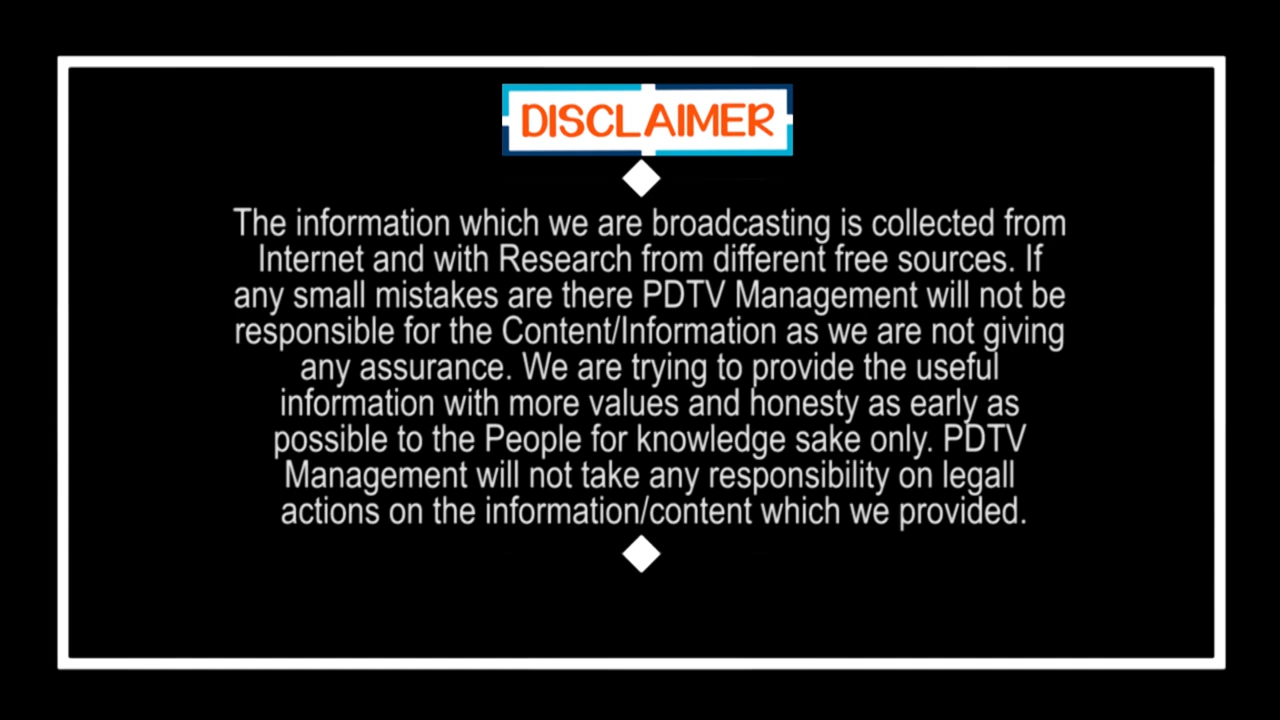 DISCLAIMER
The information which we are broadcasting is collected from
Internet and with Research from different free sources. If
any small mistakes are there PDTV Management will not be
responsible for the Content/Information as we are not giving
any assurance. We are trying to provide the useful
information with more values and honesty as early as
possible to the People for knowledge sake only. PDTV
Management will not take any responsibility on legall
actions on the information/content which we provided.